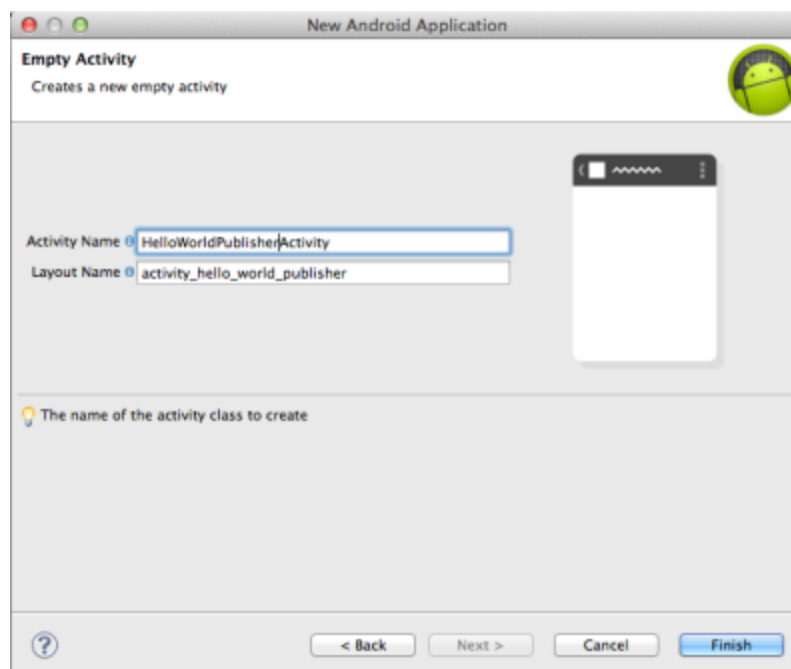 New Android Application
Empty Activity
Creates a new empty activity
Activity Name HelloWorldPublisherActivity
Layout Name activity_hello_world_publisher
The name of the activity class to create
? < Back Next > Cancel Finish